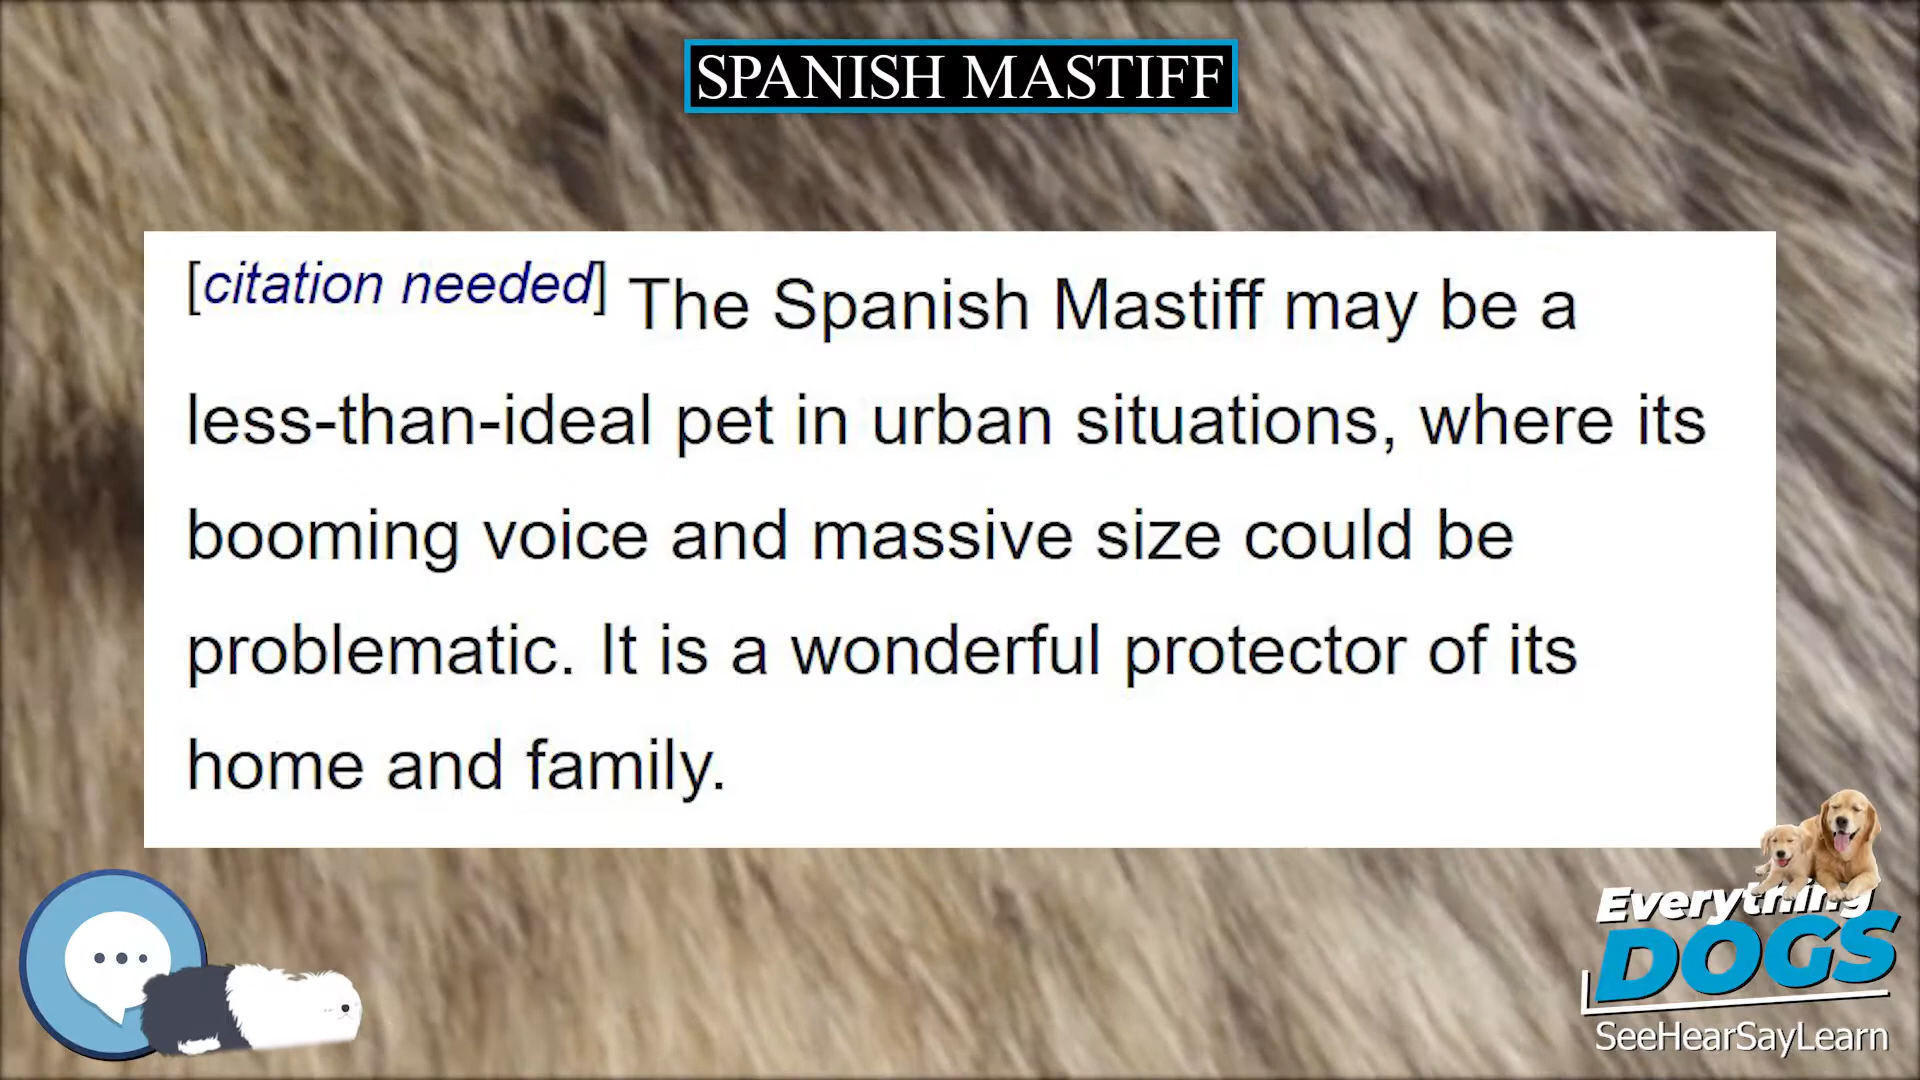 SPANISH MASTIFF
[citation needed] The Spanish Mastiff may be a
less-than-ideal pet in urban situations, where its
booming voice and massive size could be
problematic. It is a wonderful protector of its
home and family.
Everything
DOGS
SeeHearSayLearn